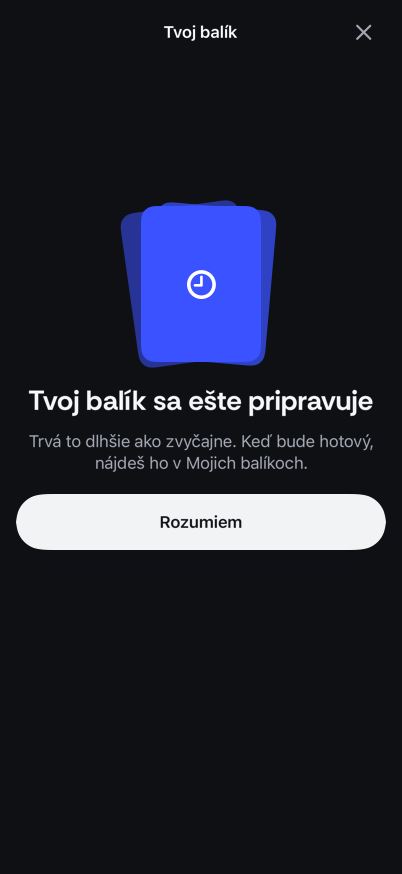 Tvoj balík
Tvoj balík sa ešte pripravuje
Trvá to dlhšie ako zvyčajne. Keď bude hotový,
nájdeš ho v Mojich balíkoch.
Rozumiem